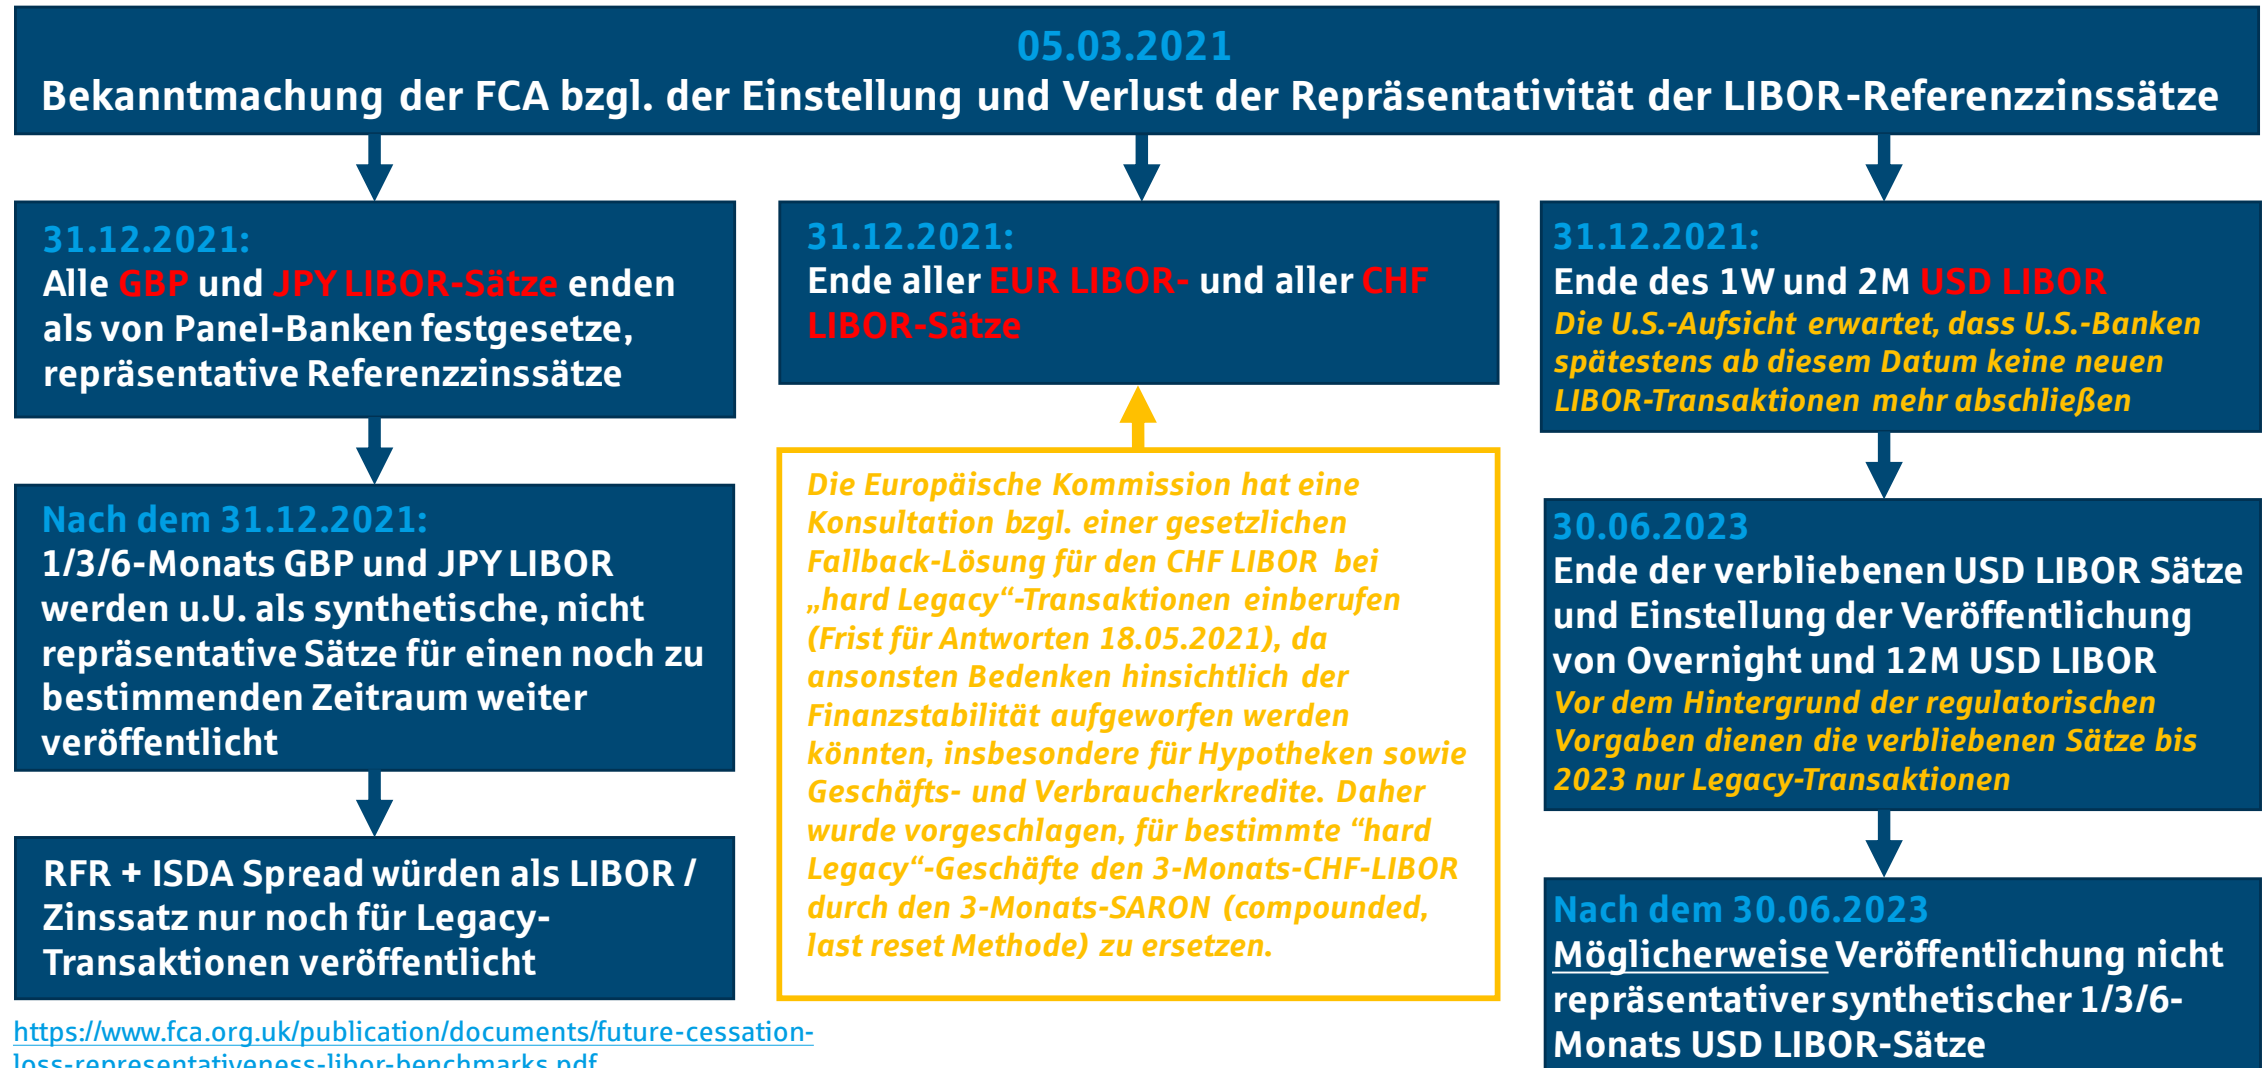 05.03.2021
Bekanntmachung der FCA bzgl. der Einstellung und Verlust der Repräsentativität der LIBOR-Referenzzinssätze
31.12.2021:
Alle GBP und JPY LIBOR-Sätze enden
als von Panel-Banken festgesetze,
repräsentative Referenzzinssätze
Nach dem 31.12.2021:
1/3/6-Monats GBP und JPY LIBOR
werden u.U. als synthetische, nicht
repräsentative Sätze für einen noch zu
bestimmenden Zeitraum weiter
veröffentlicht
RFR + ISDA Spread würden als LIBOR /
Zinssatz nur noch für Legacy-
Transaktionen veröffentlicht
https://www.fca.org.uk/publication/documents/future-cessation-
loss-representativeness-libor-benchmarks.pdf
31.12.2021:
Ende aller EUR LIBOR- und aller CHF
LIBOR-Sätze
Die Europäische Kommission hat eine
Konsultation bzgl. einer gesetzlichen
Fallback-Lösung für den CHF LIBOR bei
„hard Legacy“-Transaktionen einberufen
(Frist für Antworten 18.05.2021), da
ansonsten Bedenken hinsichtlich der
Finanzstabilität aufgeworfen werden
könnten, insbesondere für Hypotheken sowie
Geschäfts- und Verbraucherkredite. Daher
wurde vorgeschlagen, für bestimmte “hard
Legacy“-Geschäfte den 3-Monats-CHF-LIBOR
durch den 3-Monats-SARON (compounded,
last reset Methode) zu ersetzen.
31.12.2021:
Ende des 1W und 2M USD LIBOR
Die U.S.-Aufsicht erwartet, dass U.S.-Banken
spätestens ab diesem Datum keine neuen
LIBOR-Transaktionen mehr abschließen
30.06.2023
Ende der verbliebenen USD LIBOR Sätze
und Einstellung der Veröffentlichung
von Overnight und 12M USD LIBOR
Vor dem Hintergrund der regulatorischen
Vorgaben dienen die verbliebenen Sätze bis
2023 nur Legacy-Transaktionen
Nach dem 30.06.2023
Möglicherweise Veröffentlichung nicht
repräsentativer synthetischer 1/3/6-
Monats USD LIBOR-Sätze